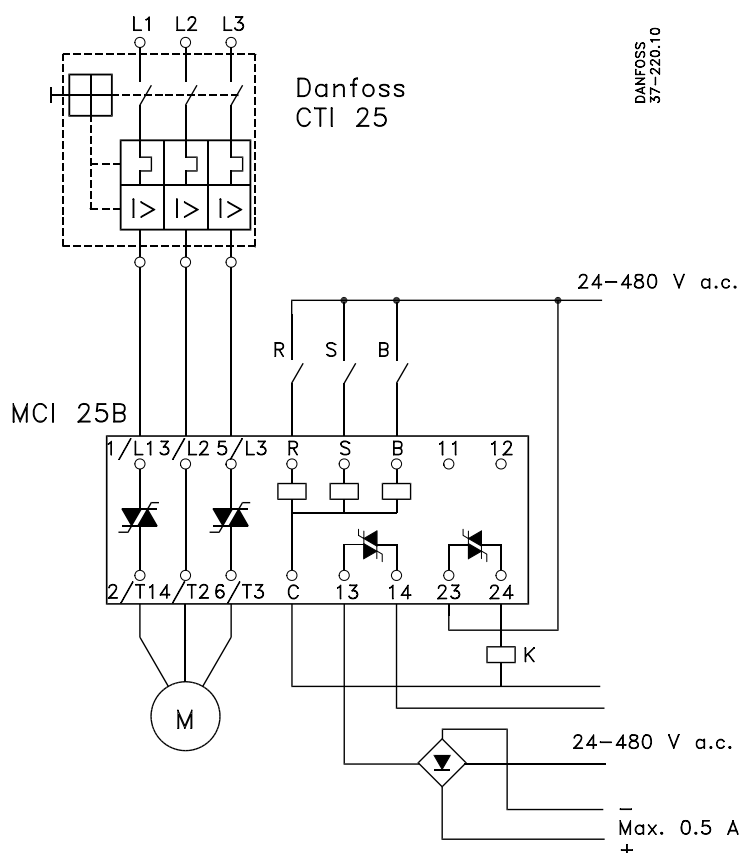 L1 L2 L3
DANFOSS
37-220.10
Danfoss
CTI 25
I> I> I>
24-480 V a.c.
R S B
MCI 25B
1/L1 3/L2 5/L3 R S B 11 12
2/T1 4/T2 6/T3 C 13 14 23 24
K
M
24-480 V a.c.
−
Max. 0.5 A
+